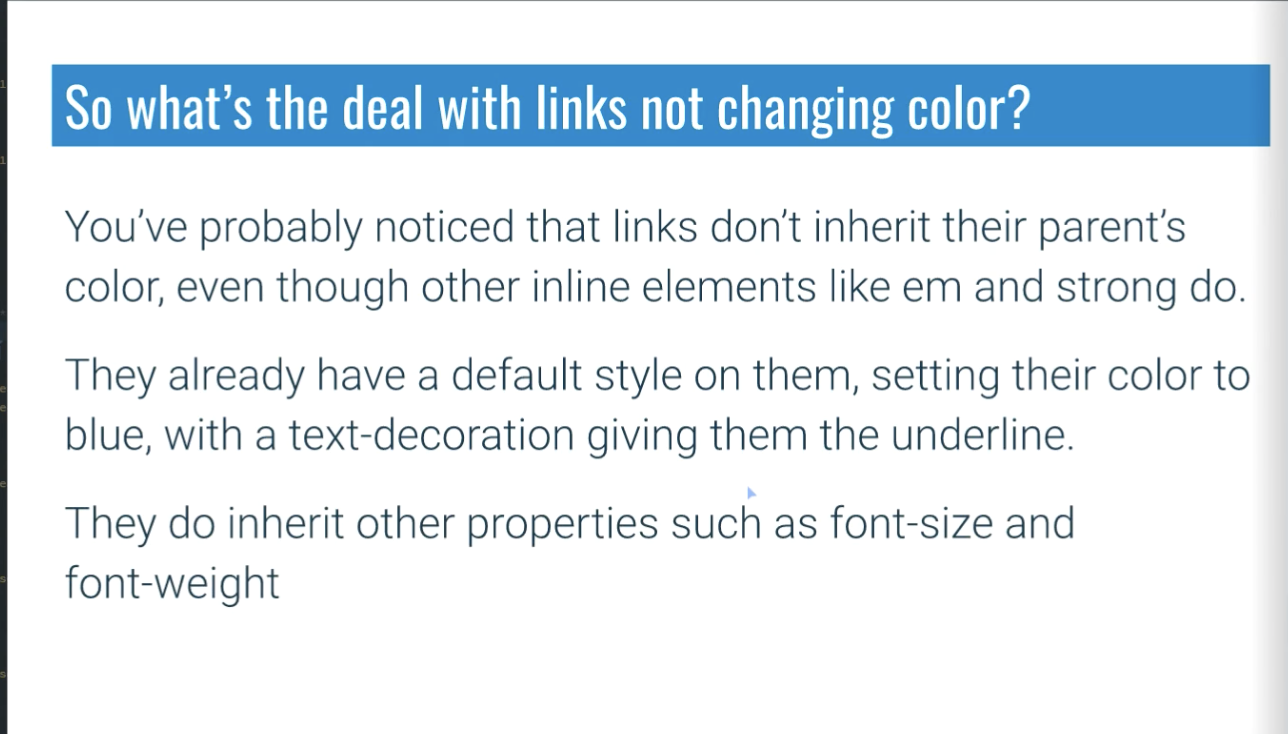 So what’s the deal with links not changing color?
You’ve probably noticed that links don’t inherit their parent’s
color, even though other inline elements like em and strong do.
They already have a default style on them, setting their color to
blue, with a text-decoration giving them the underline.
They do inherit other properties such as font-size and
font-weight